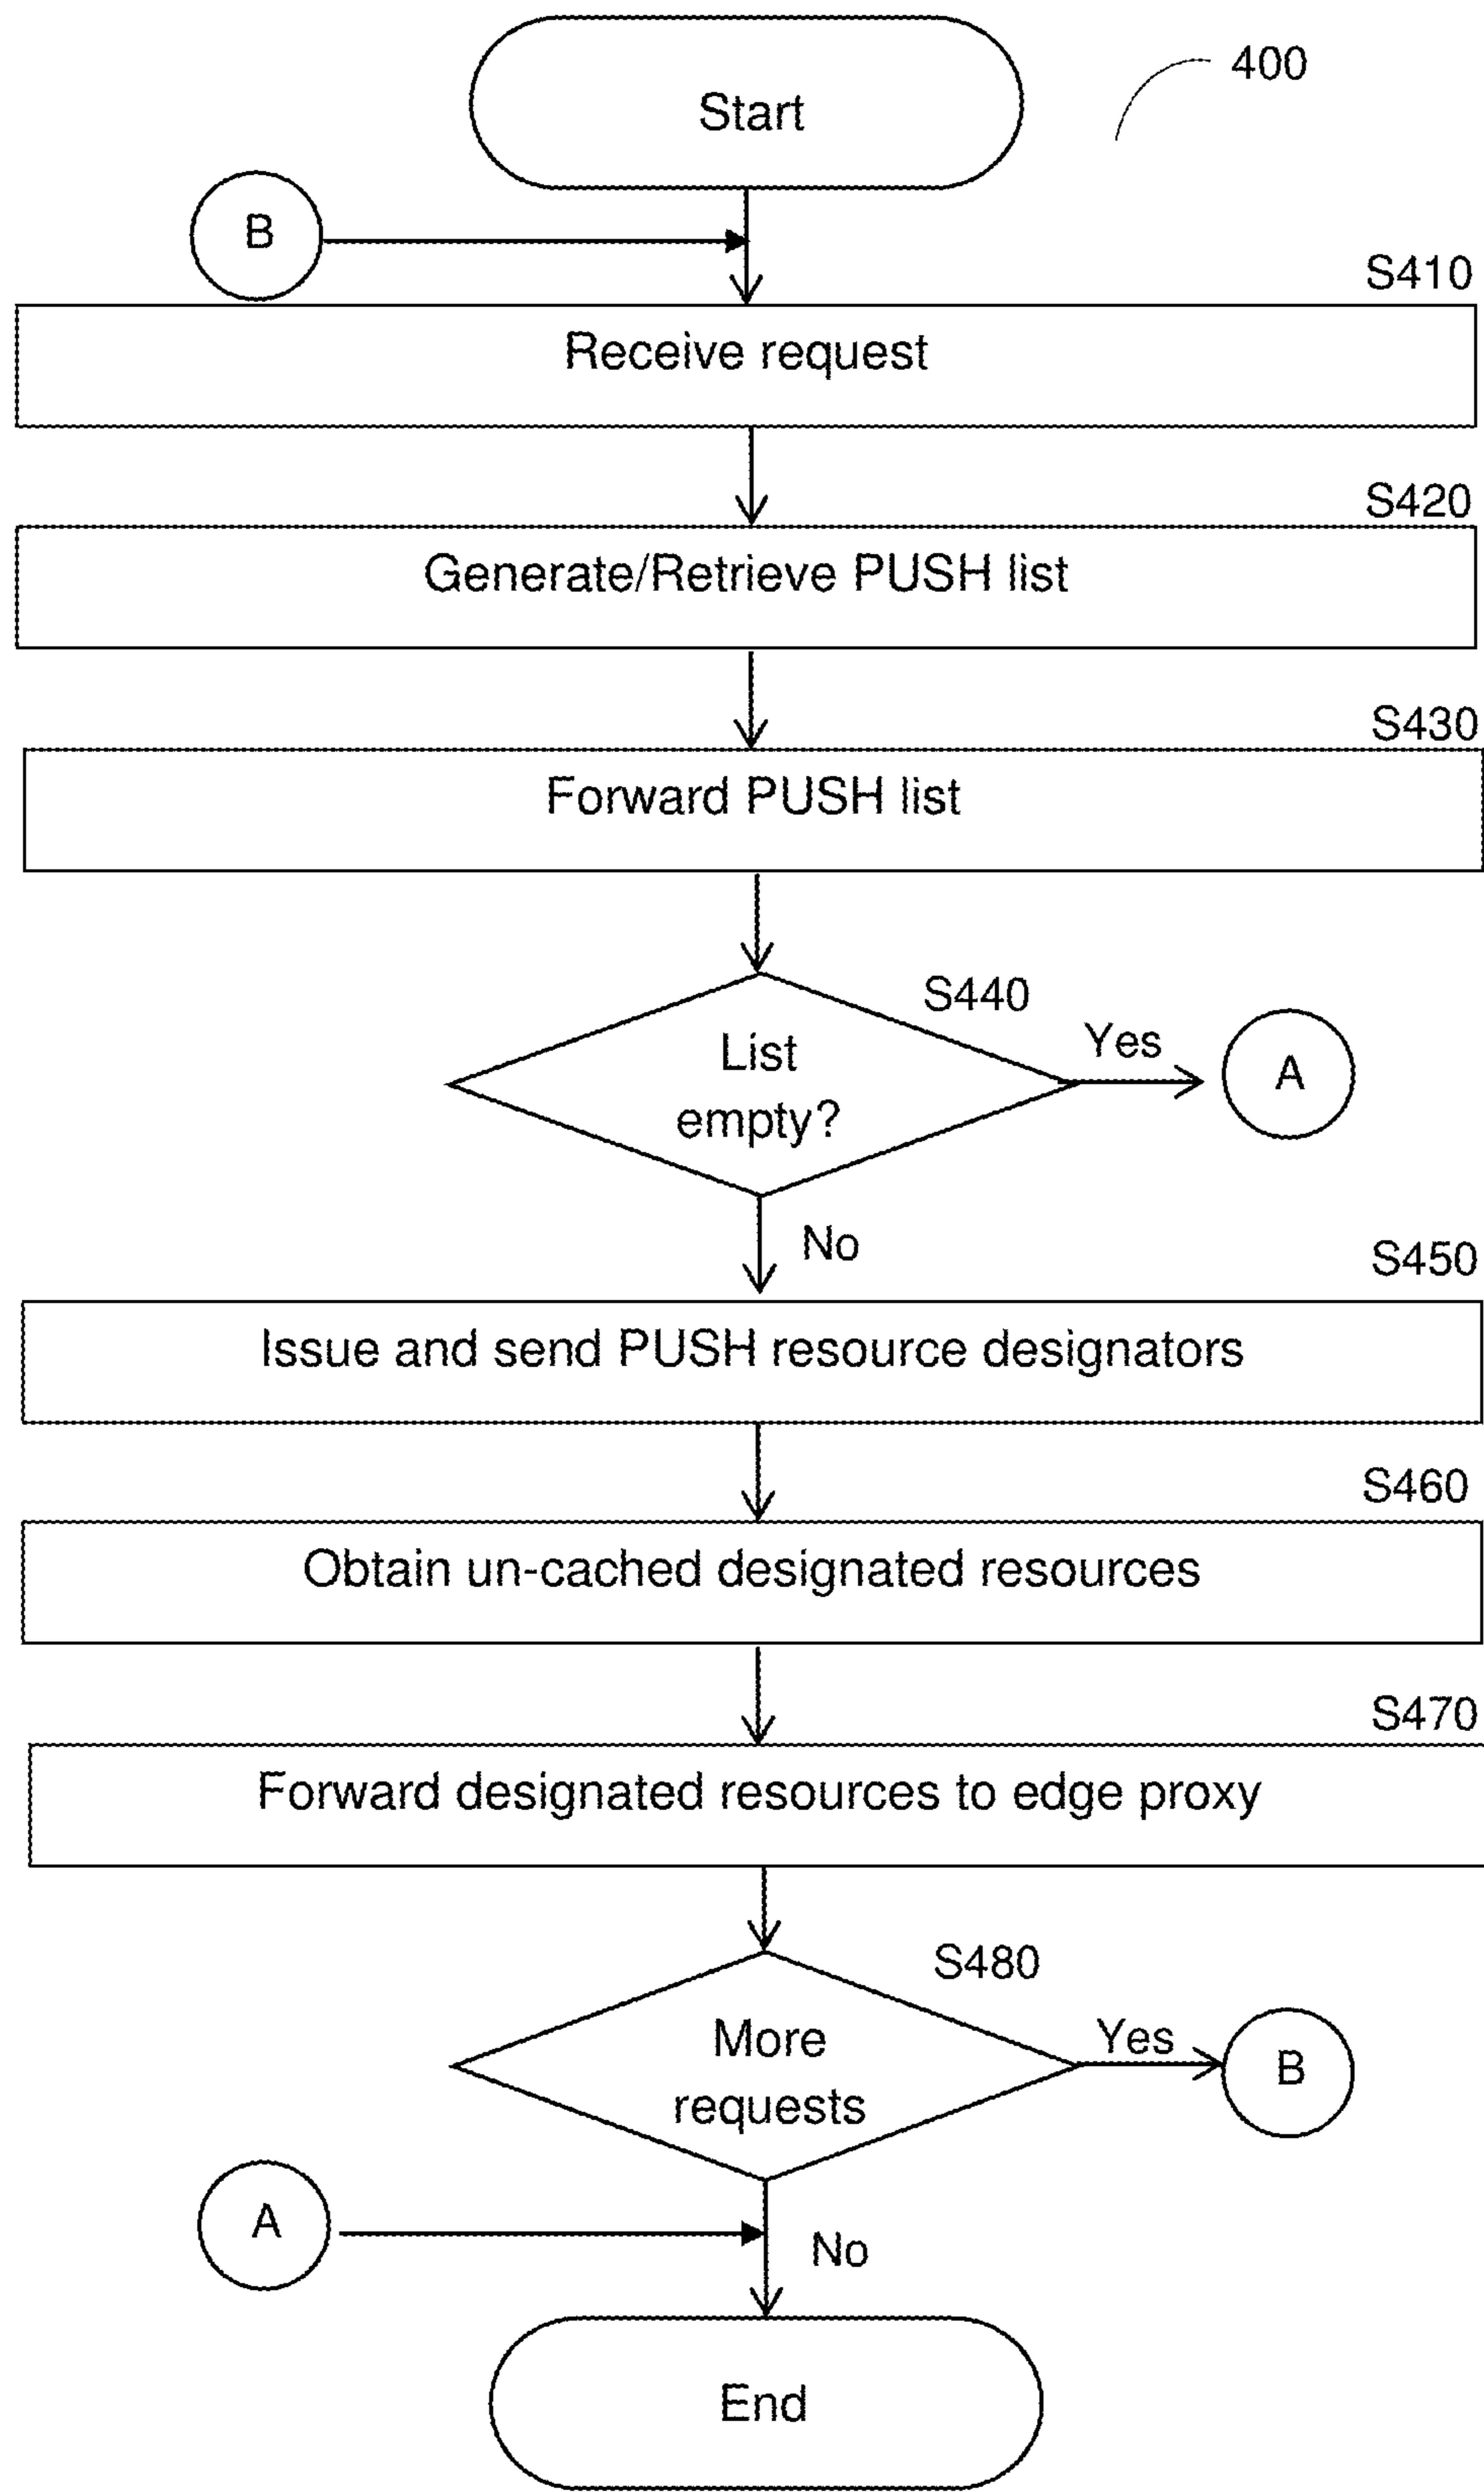 Start
400
B
S410
Receive request
S420
Generate/Retrieve PUSH list
S430
Forward PUSH list
S440
List
empty?
Yes
A
No
S450
Issue and send PUSH resource designators
S460
Obtain un-cached designated resources
S470
Forward designated resources to edge proxy
S480
More
requests
Yes
B
A
No
End